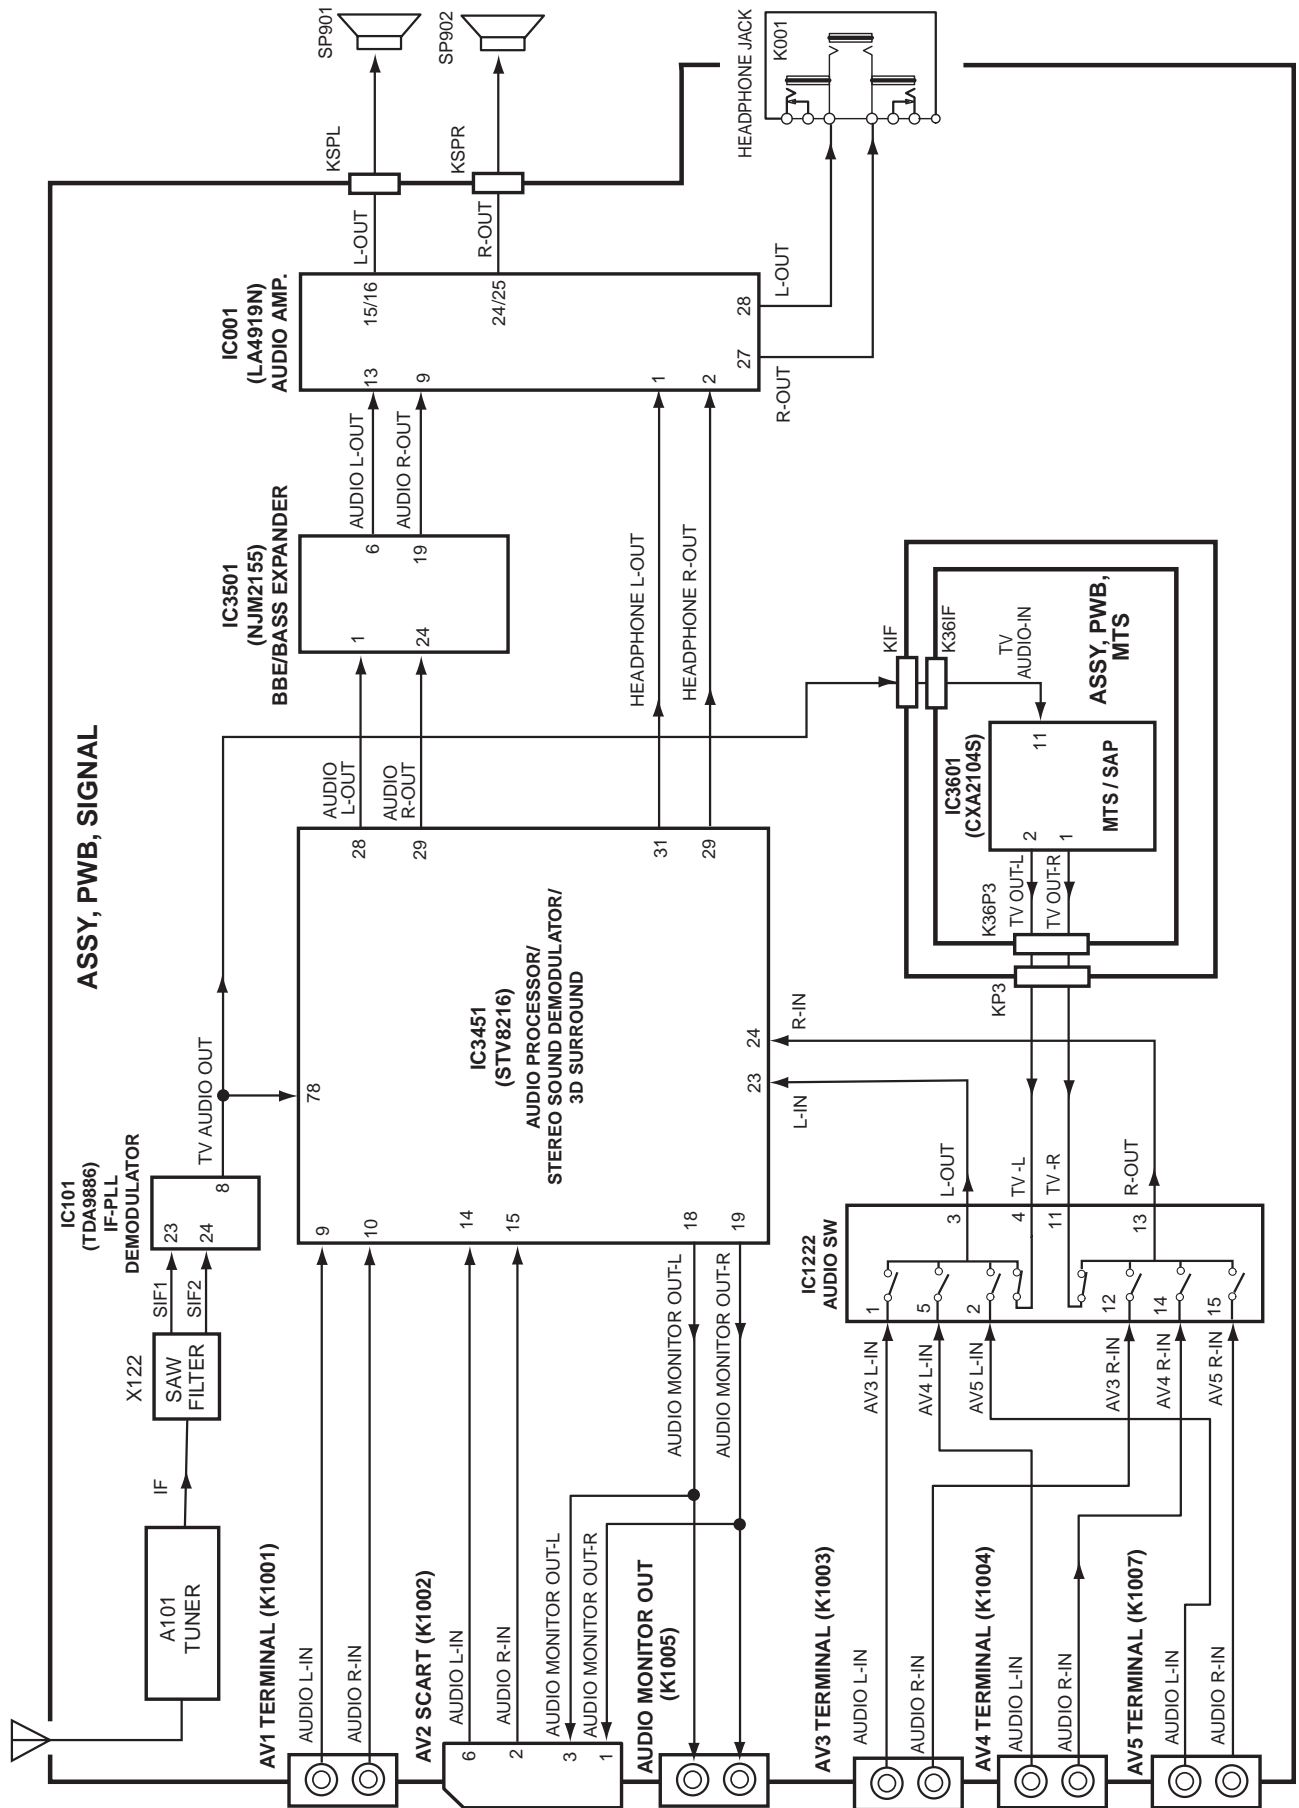 ASSY, PWB, SIGNAL
A101
TUNER
IF
X122
SAW
FILTER
SIF1
SIF2
IC101
(TDA9886)
IF-PLL
DEMODULATOR
23
24
8
TV AUDIO OUT
AV1 TERMINAL (K1001)
AUDIO L-IN
AUDIO R-IN
AV2 SCART (K1002)
AUDIO L-IN
AUDIO R-IN
AUDIO MONITOR OUT-L
AUDIO MONITOR OUT-R
6
2
3
1
AUDIO MONITOR OUT
(K1005)
AUDIO MONITOR OUT-L
AUDIO MONITOR OUT-R
IC3451
(STV8216)
AUDIO PROCESSOR/
STEREO SOUND DEMODULATOR/
3D SURROUND
78
9
10
14
15
18
19
28
29
31
29
23
24
L-IN
R-IN
AUDIO
L-OUT
AUDIO
R-OUT
HEADPHONE L-OUT
HEADPHONE R-OUT
IC3501
(NJM2155)
BBE/BASS EXPANDER
1
24
6
19
AUDIO L-OUT
AUDIO R-OUT
IC001
(LA4919N)
AUDIO AMP.
13
9
1
2
15/16
24/25
27
28
L-OUT
R-OUT
KSPL
KSPR
SP901
SP902
R-OUT
L-OUT
HEADPHONE JACK
K001
AV3 TERMINAL (K1003)
AUDIO L-IN
AUDIO R-IN
AV4 TERMINAL (K1004)
AUDIO L-IN
AUDIO R-IN
AV5 TERMINAL (K1007)
AUDIO L-IN
AUDIO R-IN
AV3 L-IN
AV4 L-IN
AV5 L-IN
AV3 R-IN
AV4 R-IN
AV5 R-IN
IC1222
AUDIO SW
1
5
2
12
14
15
3
4
11
13
L-OUT
TV -L
TV -R
R-OUT
KP3
K36P3
TV OUT-L
TV OUT-R
IC3601
(CXA2104S)
MTS / SAP
2
1
11
TV
AUDIO-IN
KIF
K36IF
ASSY, PWB,
MTS